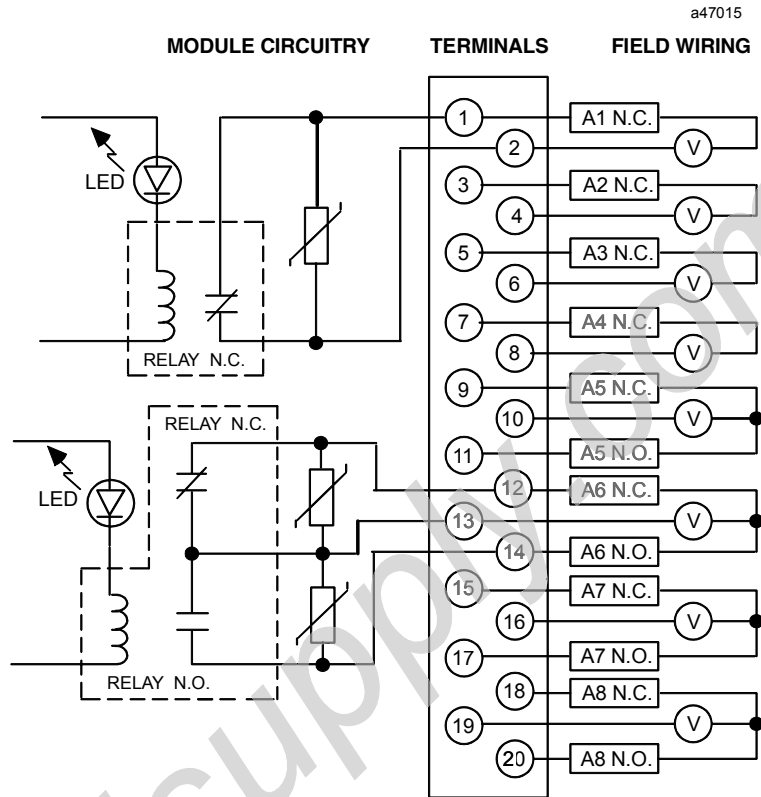 a47015
MODULE CIRCUITRY TERMINALS FIELD WIRING
1 A1 N.C.
2 V
LED
3 A2 N.C.
4 V
5 A3 N.C.
6 V
7 A4 N.C.
8 V
RELAY N.C.
9 A5 N.C.
10 V
RELAY N.C.
11 A5 N.O.
12 A6 N.C.
LED
13 V
14 A6 N.O.
15 A7 N.C.
16 V
17 A7 N.O.
RELAY N.O.
18 A8 N.C.
19 V
20 A8 N.O.
supply.com